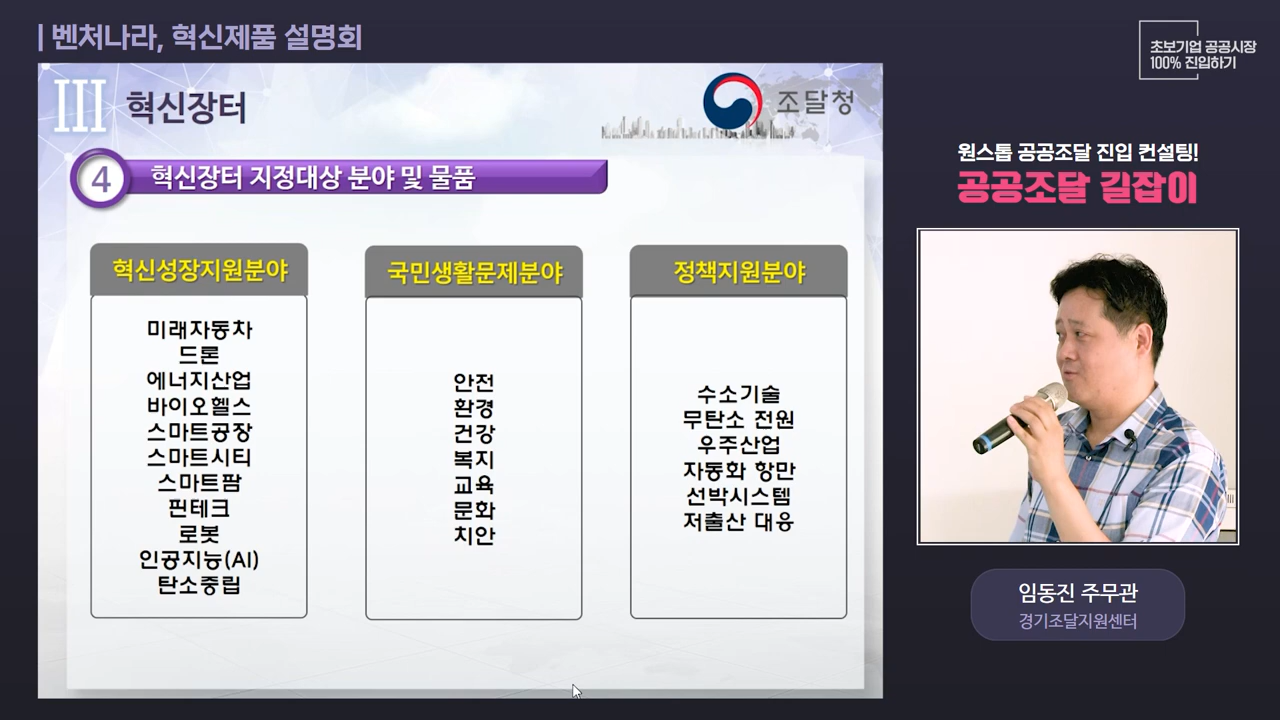 | 벤처나라, 혁신제품 설명회
초보기업 공공시장
100% 진입하기
III 혁신장터
조달청
4 혁신장터 지정대상 분야 및 물품
혁신성장지원분야
미래자동차
드론
에너지산업
바이오헬스
스마트공장
스마트시티
스마트팜
핀테크
로봇
인공지능(AI)
탄소중립
국민생활문제분야
안전
환경
건강
복지
교육
문화
치안
정책지원분야
수소기술
무탄소 전원
우주산업
자동화 항만
선박시스템
저출산 대응
원스톱 공공조달 진입 컨설팅!
공공조달 길잡이
임동진 주무관
경기조달지원센터